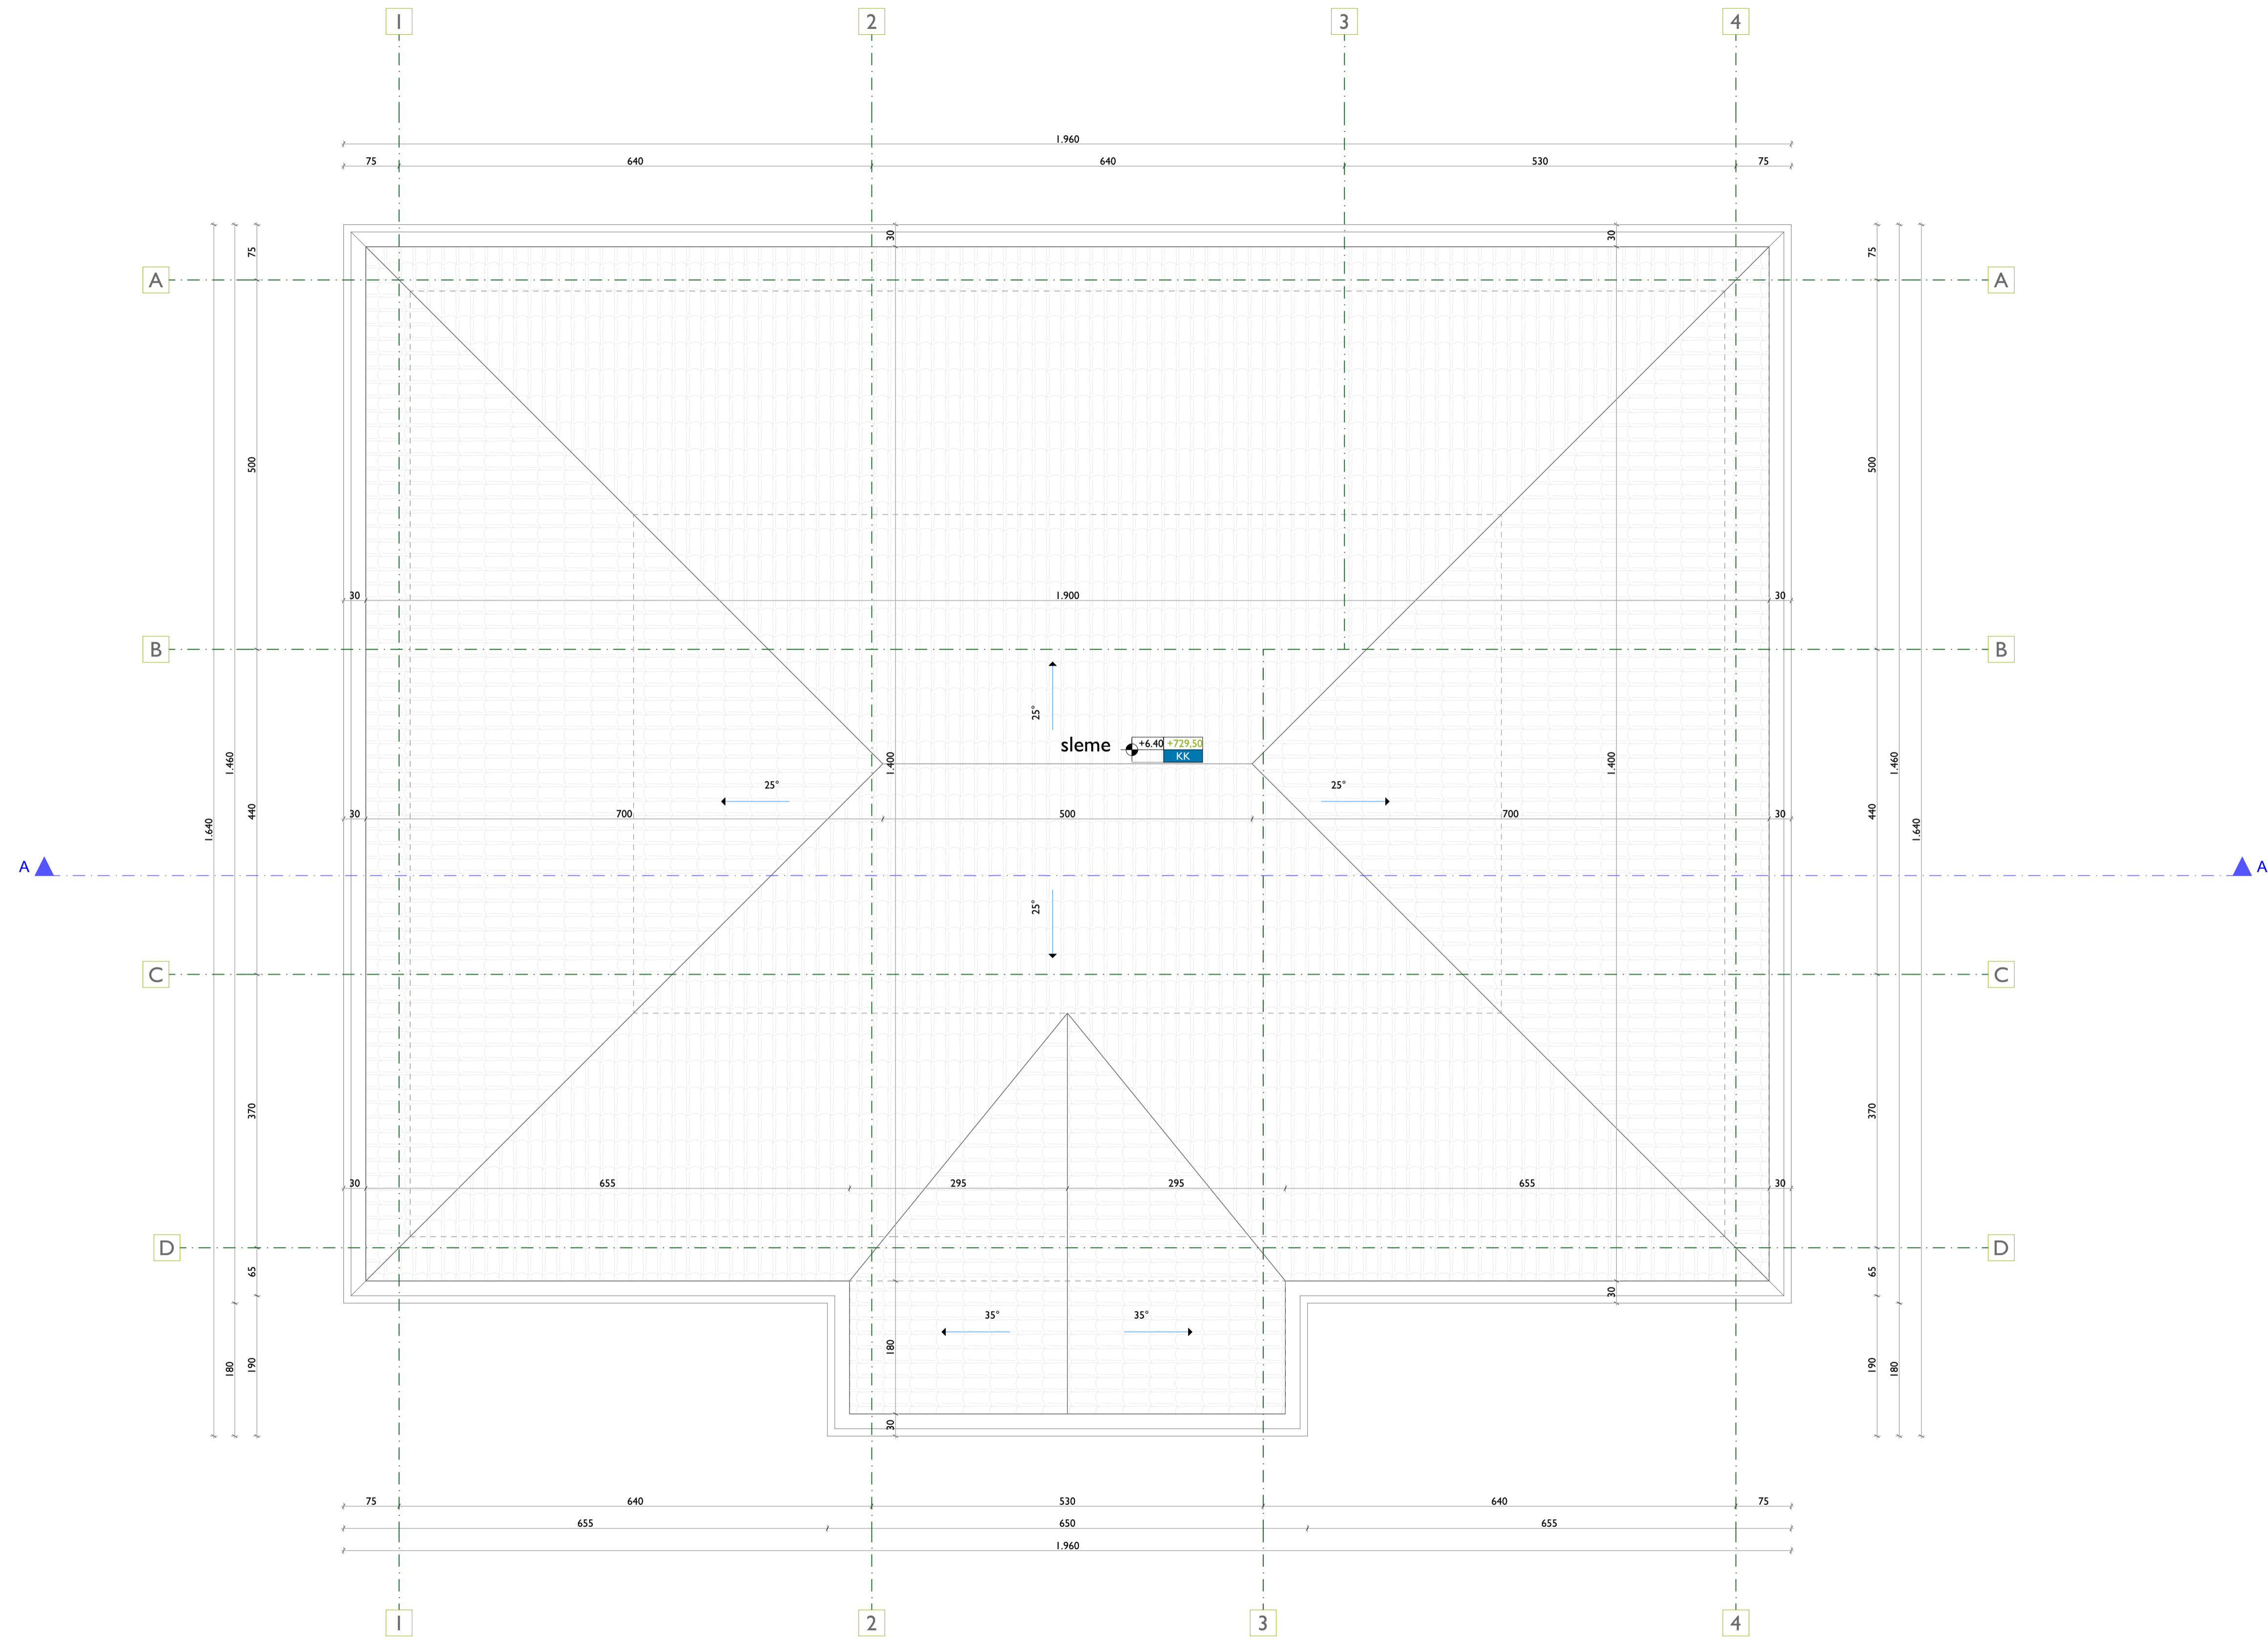 1 2 3 4
1.960
75 640 640 530 75
30 30
75 75
A A
500 500
30 1.900 30
B B
25°
sleme +6.40 +729,50
KK
1.460 1.400 1.400 1.460
25° 25°
30 700 500 700 30
1.640 440 440 1.640
A A
25°
C C
370 370
30 655 295 295 655 30
D D
65 30 65
35° 35°
180 190 180 190 180
30
75 640 530 640 75
655 650 655
1.960
1 2 3 4